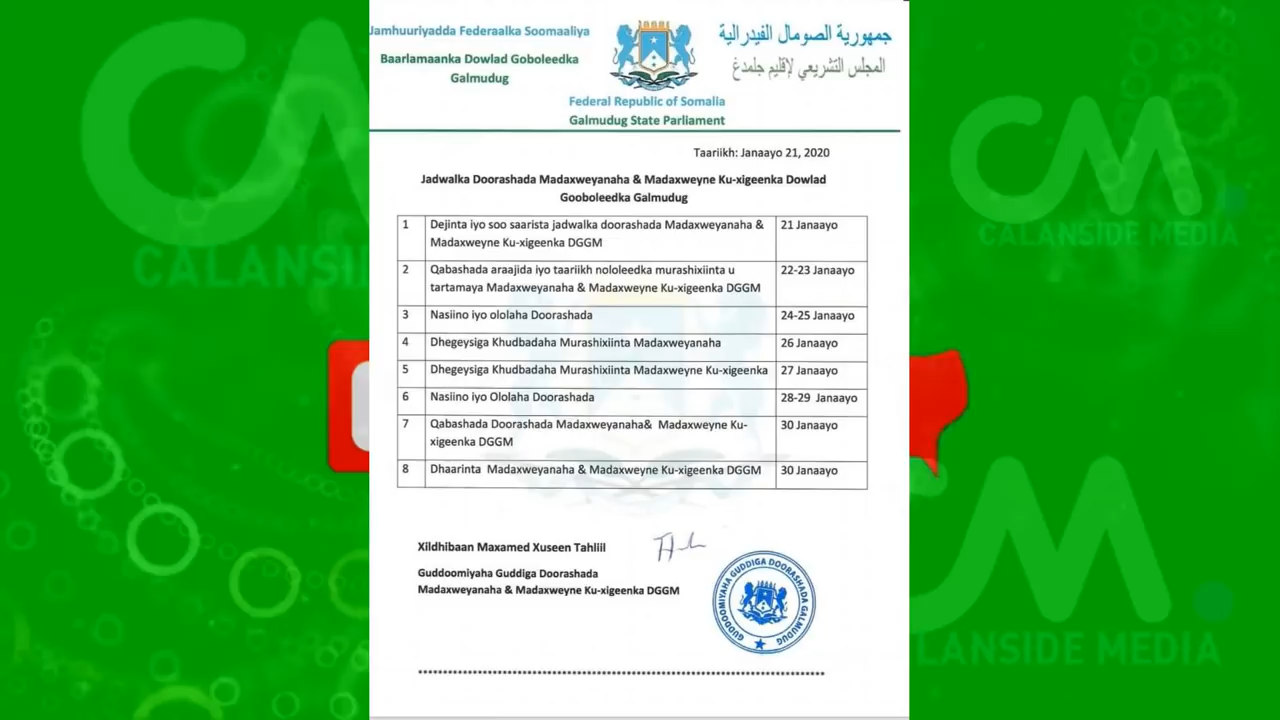 Jamhuuriyadda Federaalka Soomaaliya
Baarlamaanka Dowlad Goboleedka
Galmudug
جمهورية الصومال الفيدرالية
المجلس التشريعي لإقليم جلمدغ
Federal Republic of Somalia
Galmudug State Parliament
Taariikh: Janaayo 21, 2020
Jadwalka Doorashada Madaxweyanaha & Madaxweyne Ku-xigeenka Dowlad
Gooboleedka Galmudug
1 Dejinta iyo soo saarista jadwalka doorashada Madaxweyanaha & 21 Janaayo
Madaxweyne Ku-xigeenka DGGM
2 Qabashada araajida iyo taariikh nololeedka murashixiinta u 22-23 Janaayo
tartamaya Madaxweyanaha & Madaxweyne Ku-xigeenka DGGM
3 Nasiino iyo ololaha Doorashada 24-25 Janaayo
4 Dhegeysiga Khudbadaha Murashixiinta Madaxweyanaha 26 Janaayo
5 Dhegeysiga Khudbadaha Murashixiinta Madaxweyne Ku-xigeenka 27 Janaayo
6 Nasiino iyo Ololaha Doorashada 28-29 Janaayo
7 Qabashada Doorashada Madaxweyanaha& Madaxweyne Ku- 30 Janaayo
xigeenka DGGM
8 Dhaarinta Madaxweyanaha & Madaxweyne Ku-xigeenka DGGM 30 Janaayo
Xildhibaan Maxamed Xuseen Tahliil
Guddoomiyaha Guddiga Doorashada
Madaxweyanaha & Madaxweyne Ku-xigeenka DGGM
GUDDOOMIYAHA GUDDIGA DOORASHADA GALMUDUG
CM
CALANSIDE MEDIA
CM
CALANSIDE MEDIA